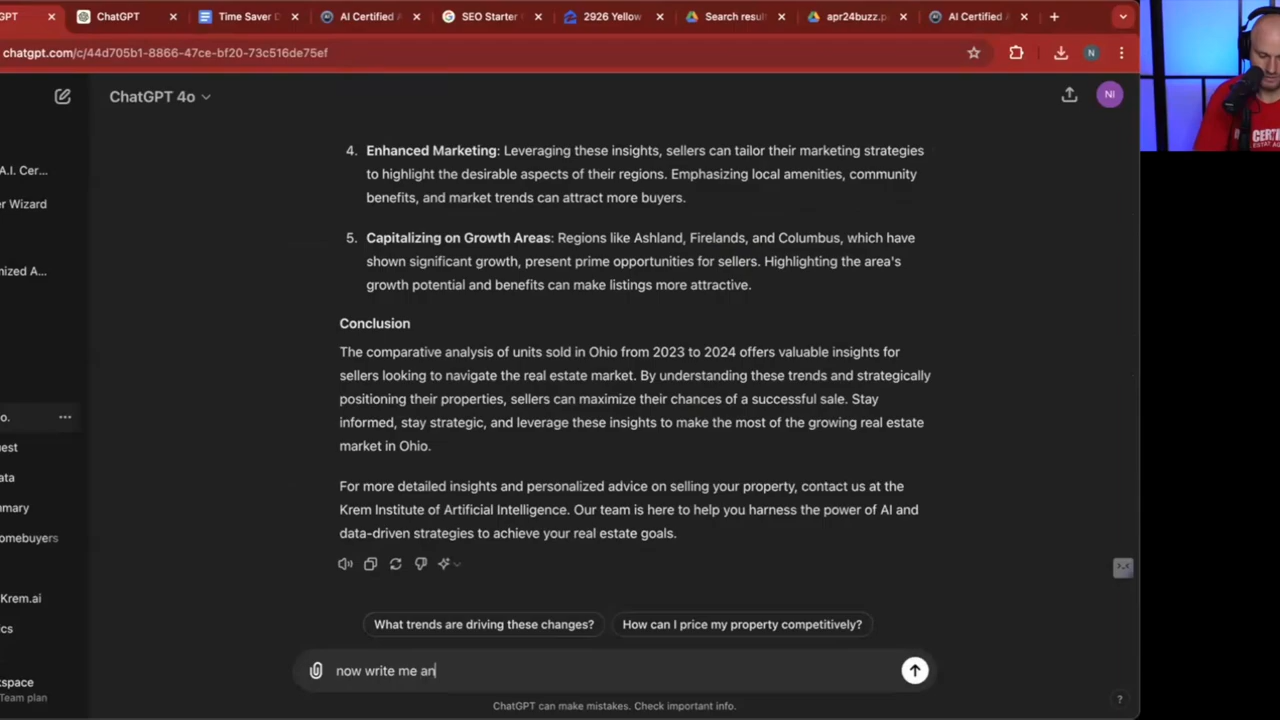 GPT
ChatGPT
Time Saver D
AI Certified A
SEO Starter G
2926 Yellow
Search resul
apr24buzz.p
AI Certified A
chatgpt.com/c/44d705b1-8866-47ce-bf20-73c516de75ef
N
ChatGPT 4o
NI
A.I. Cer...
er Wizard
mized A...
o.
uest
ata
mmary
omebuyers
Krem.ai
ics
kspace
Team plan
4. Enhanced Marketing: Leveraging these insights, sellers can tailor their marketing strategies
to highlight the desirable aspects of their regions. Emphasizing local amenities, community
benefits, and market trends can attract more buyers.
5. Capitalizing on Growth Areas: Regions like Ashland, Firelands, and Columbus, which have
shown significant growth, present prime opportunities for sellers. Highlighting the area's
growth potential and benefits can make listings more attractive.
Conclusion
The comparative analysis of units sold in Ohio from 2023 to 2024 offers valuable insights for
sellers looking to navigate the real estate market. By understanding these trends and strategically
positioning their properties, sellers can maximize their chances of a successful sale. Stay
informed, stay strategic, and leverage these insights to make the most of the growing real estate
market in Ohio.
For more detailed insights and personalized advice on selling your property, contact us at the
Krem Institute of Artificial Intelligence. Our team is here to help you harness the power of AI and
data-driven strategies to achieve your real estate goals.
What trends are driving these changes?
How can I price my property competitively?
now write me an
ChatGPT can make mistakes. Check important info.
?